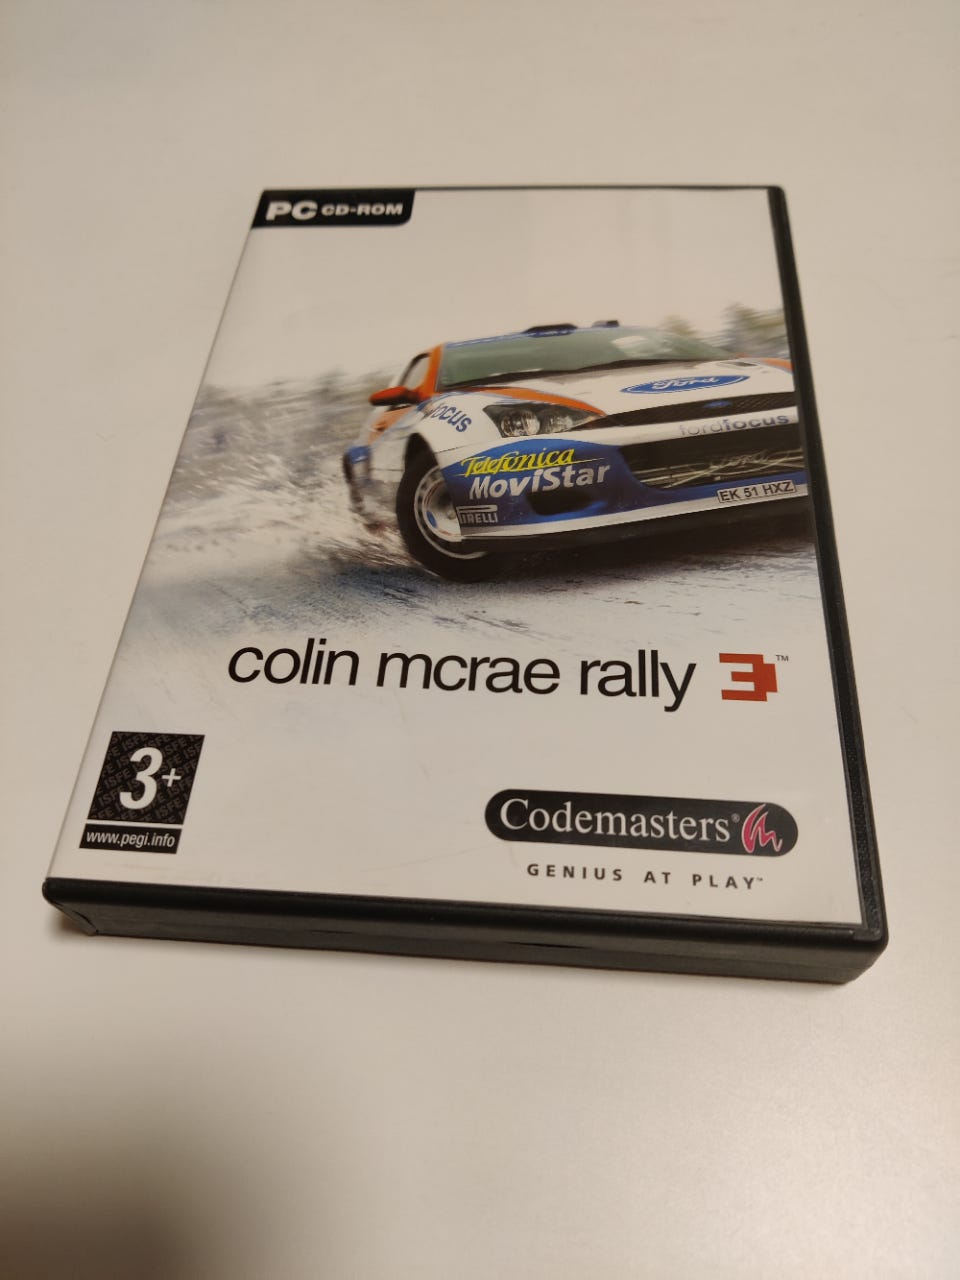 PC CD-ROM
Ford
focus
fordfocus
Telefonica
MoviStar
EK 51 HXZ
PIRELLI
colin mcrae rally 3™
3+
www.pegi.info
Codemasters®
GENIUS AT PLAY™